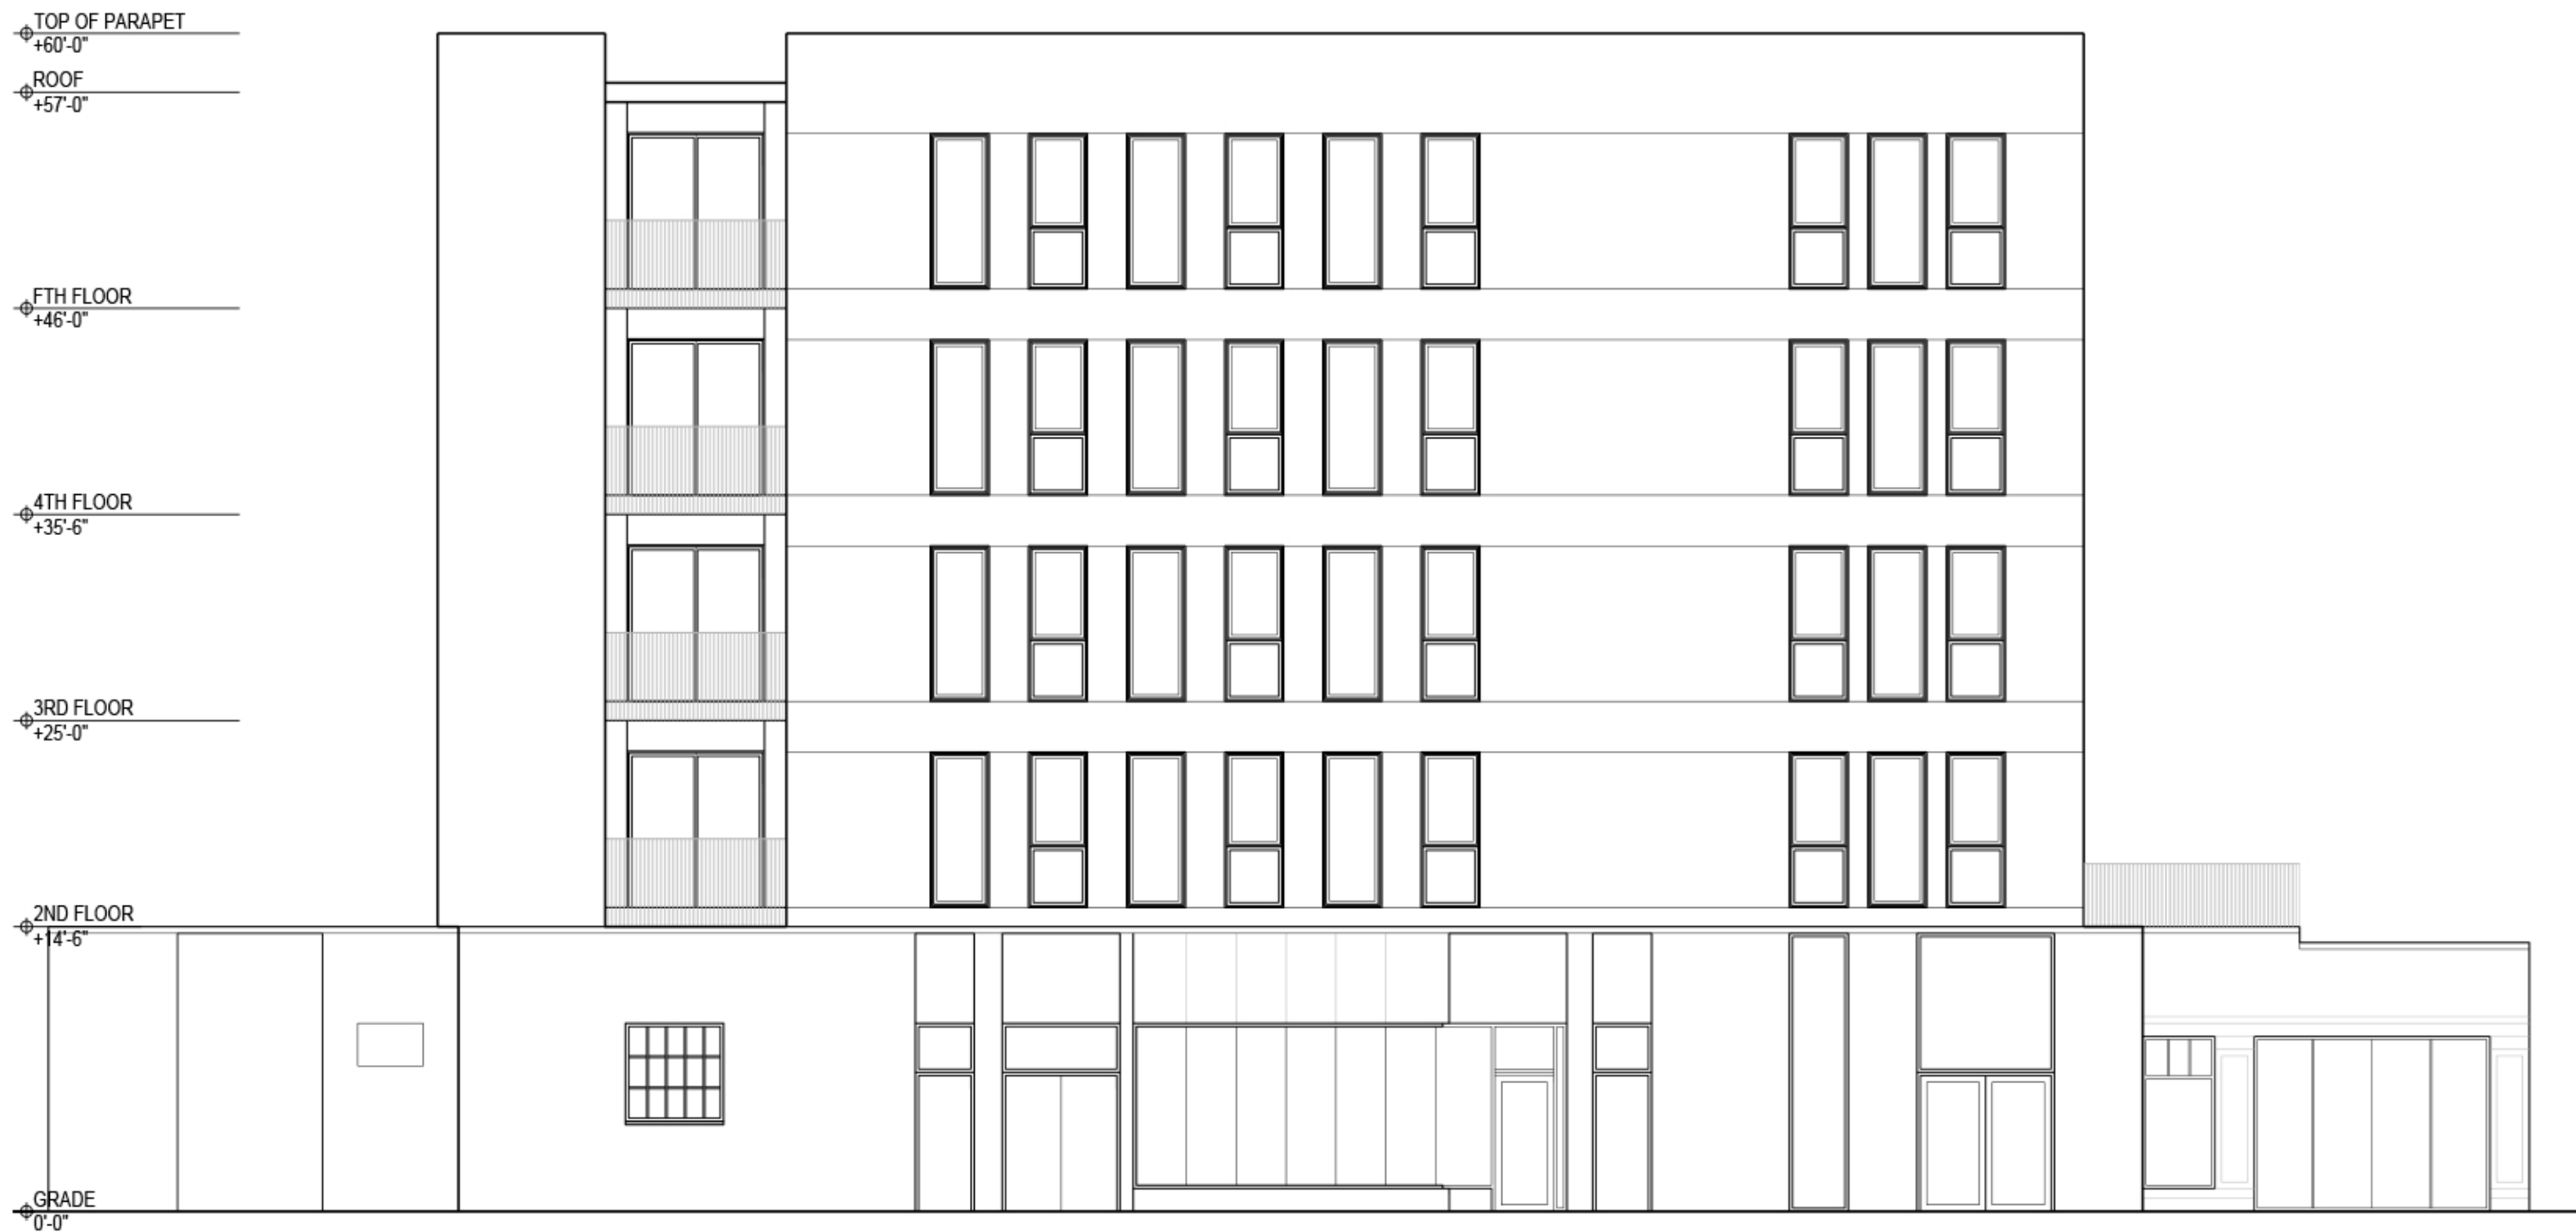 TOP OF PARAPET
+60'-0"
ROOF
+57'-0"
FTH FLOOR
+46'-0"
4TH FLOOR
+35'-6"
3RD FLOOR
+25'-0"
2ND FLOOR
+14'-6"
GRADE
0'-0"